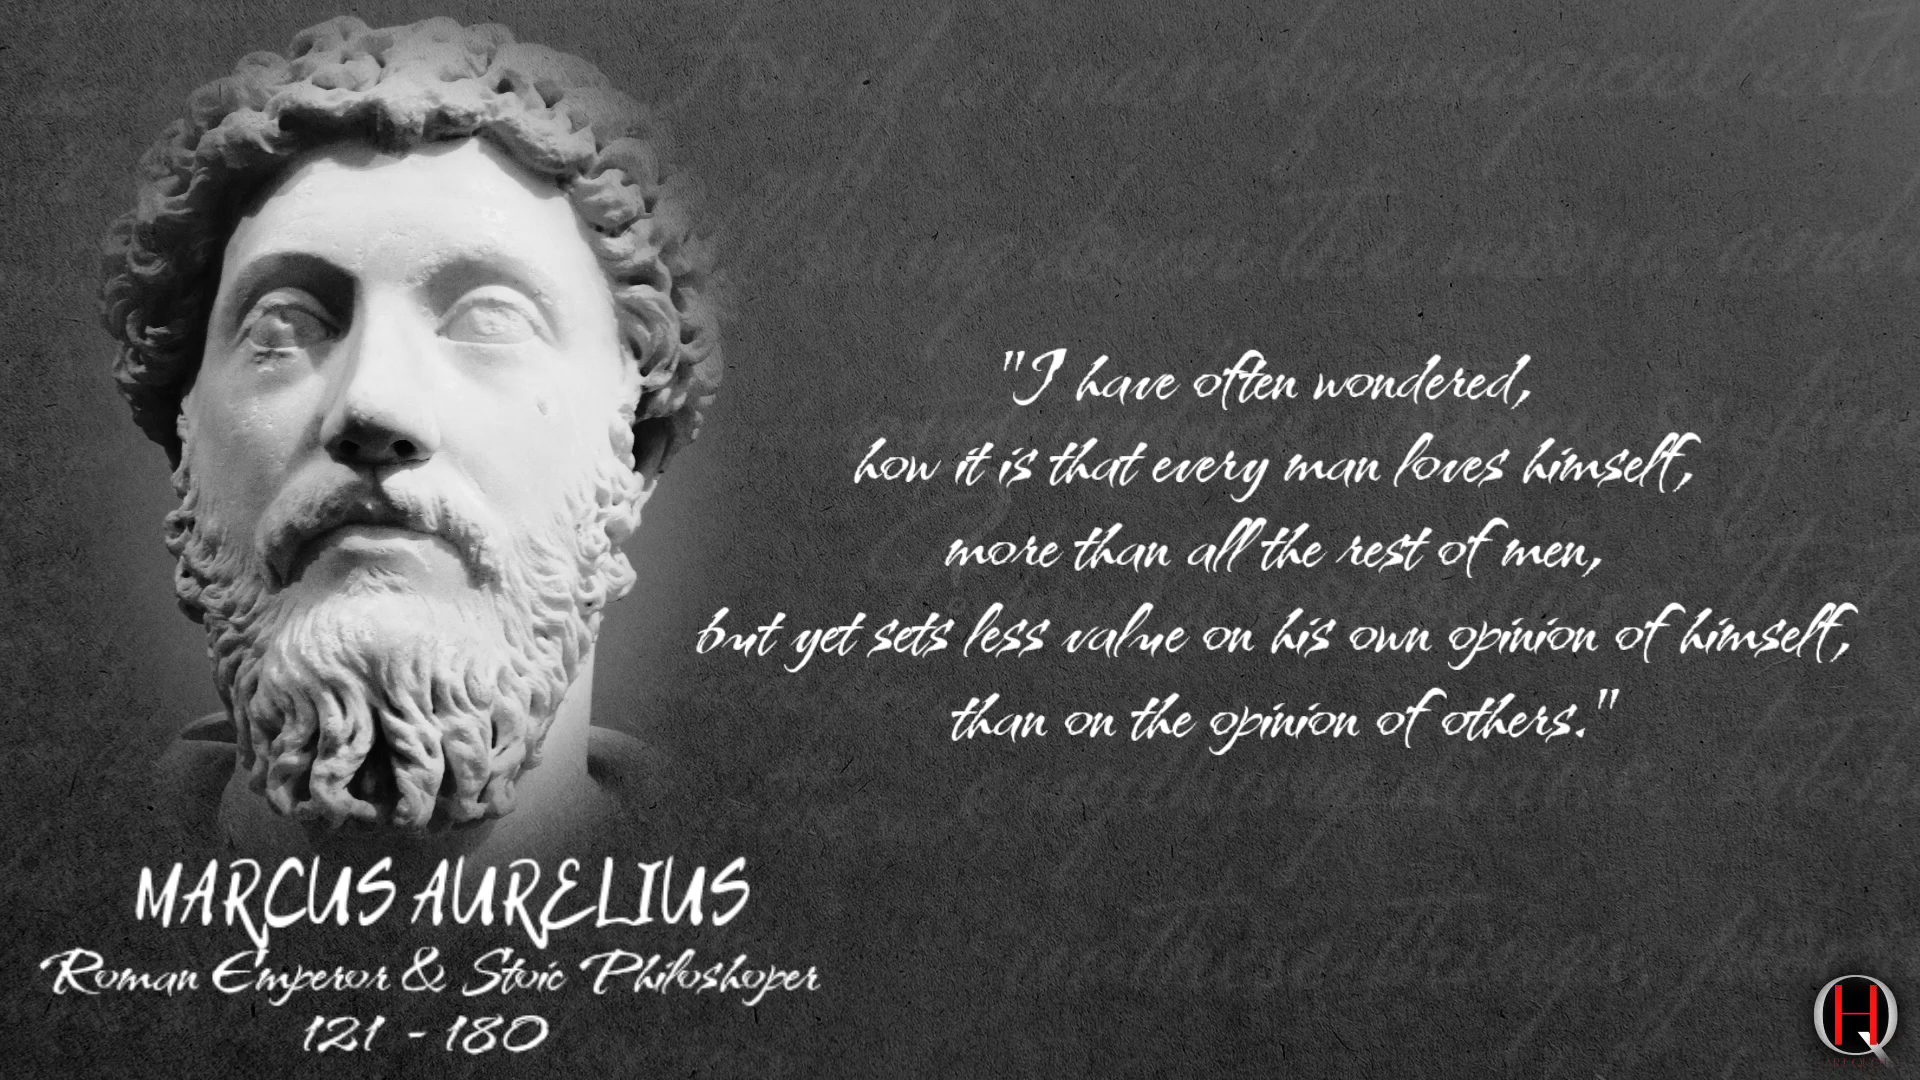 "I have often wondered,
how it is that every man loves himself,
more than all the rest of men,
but yet sets less value on his own opinion of himself,
than on the opinion of others."
MARCUS AURELIUS
Roman Emperor & Stoic Philoshoper
121 - 180
HQ